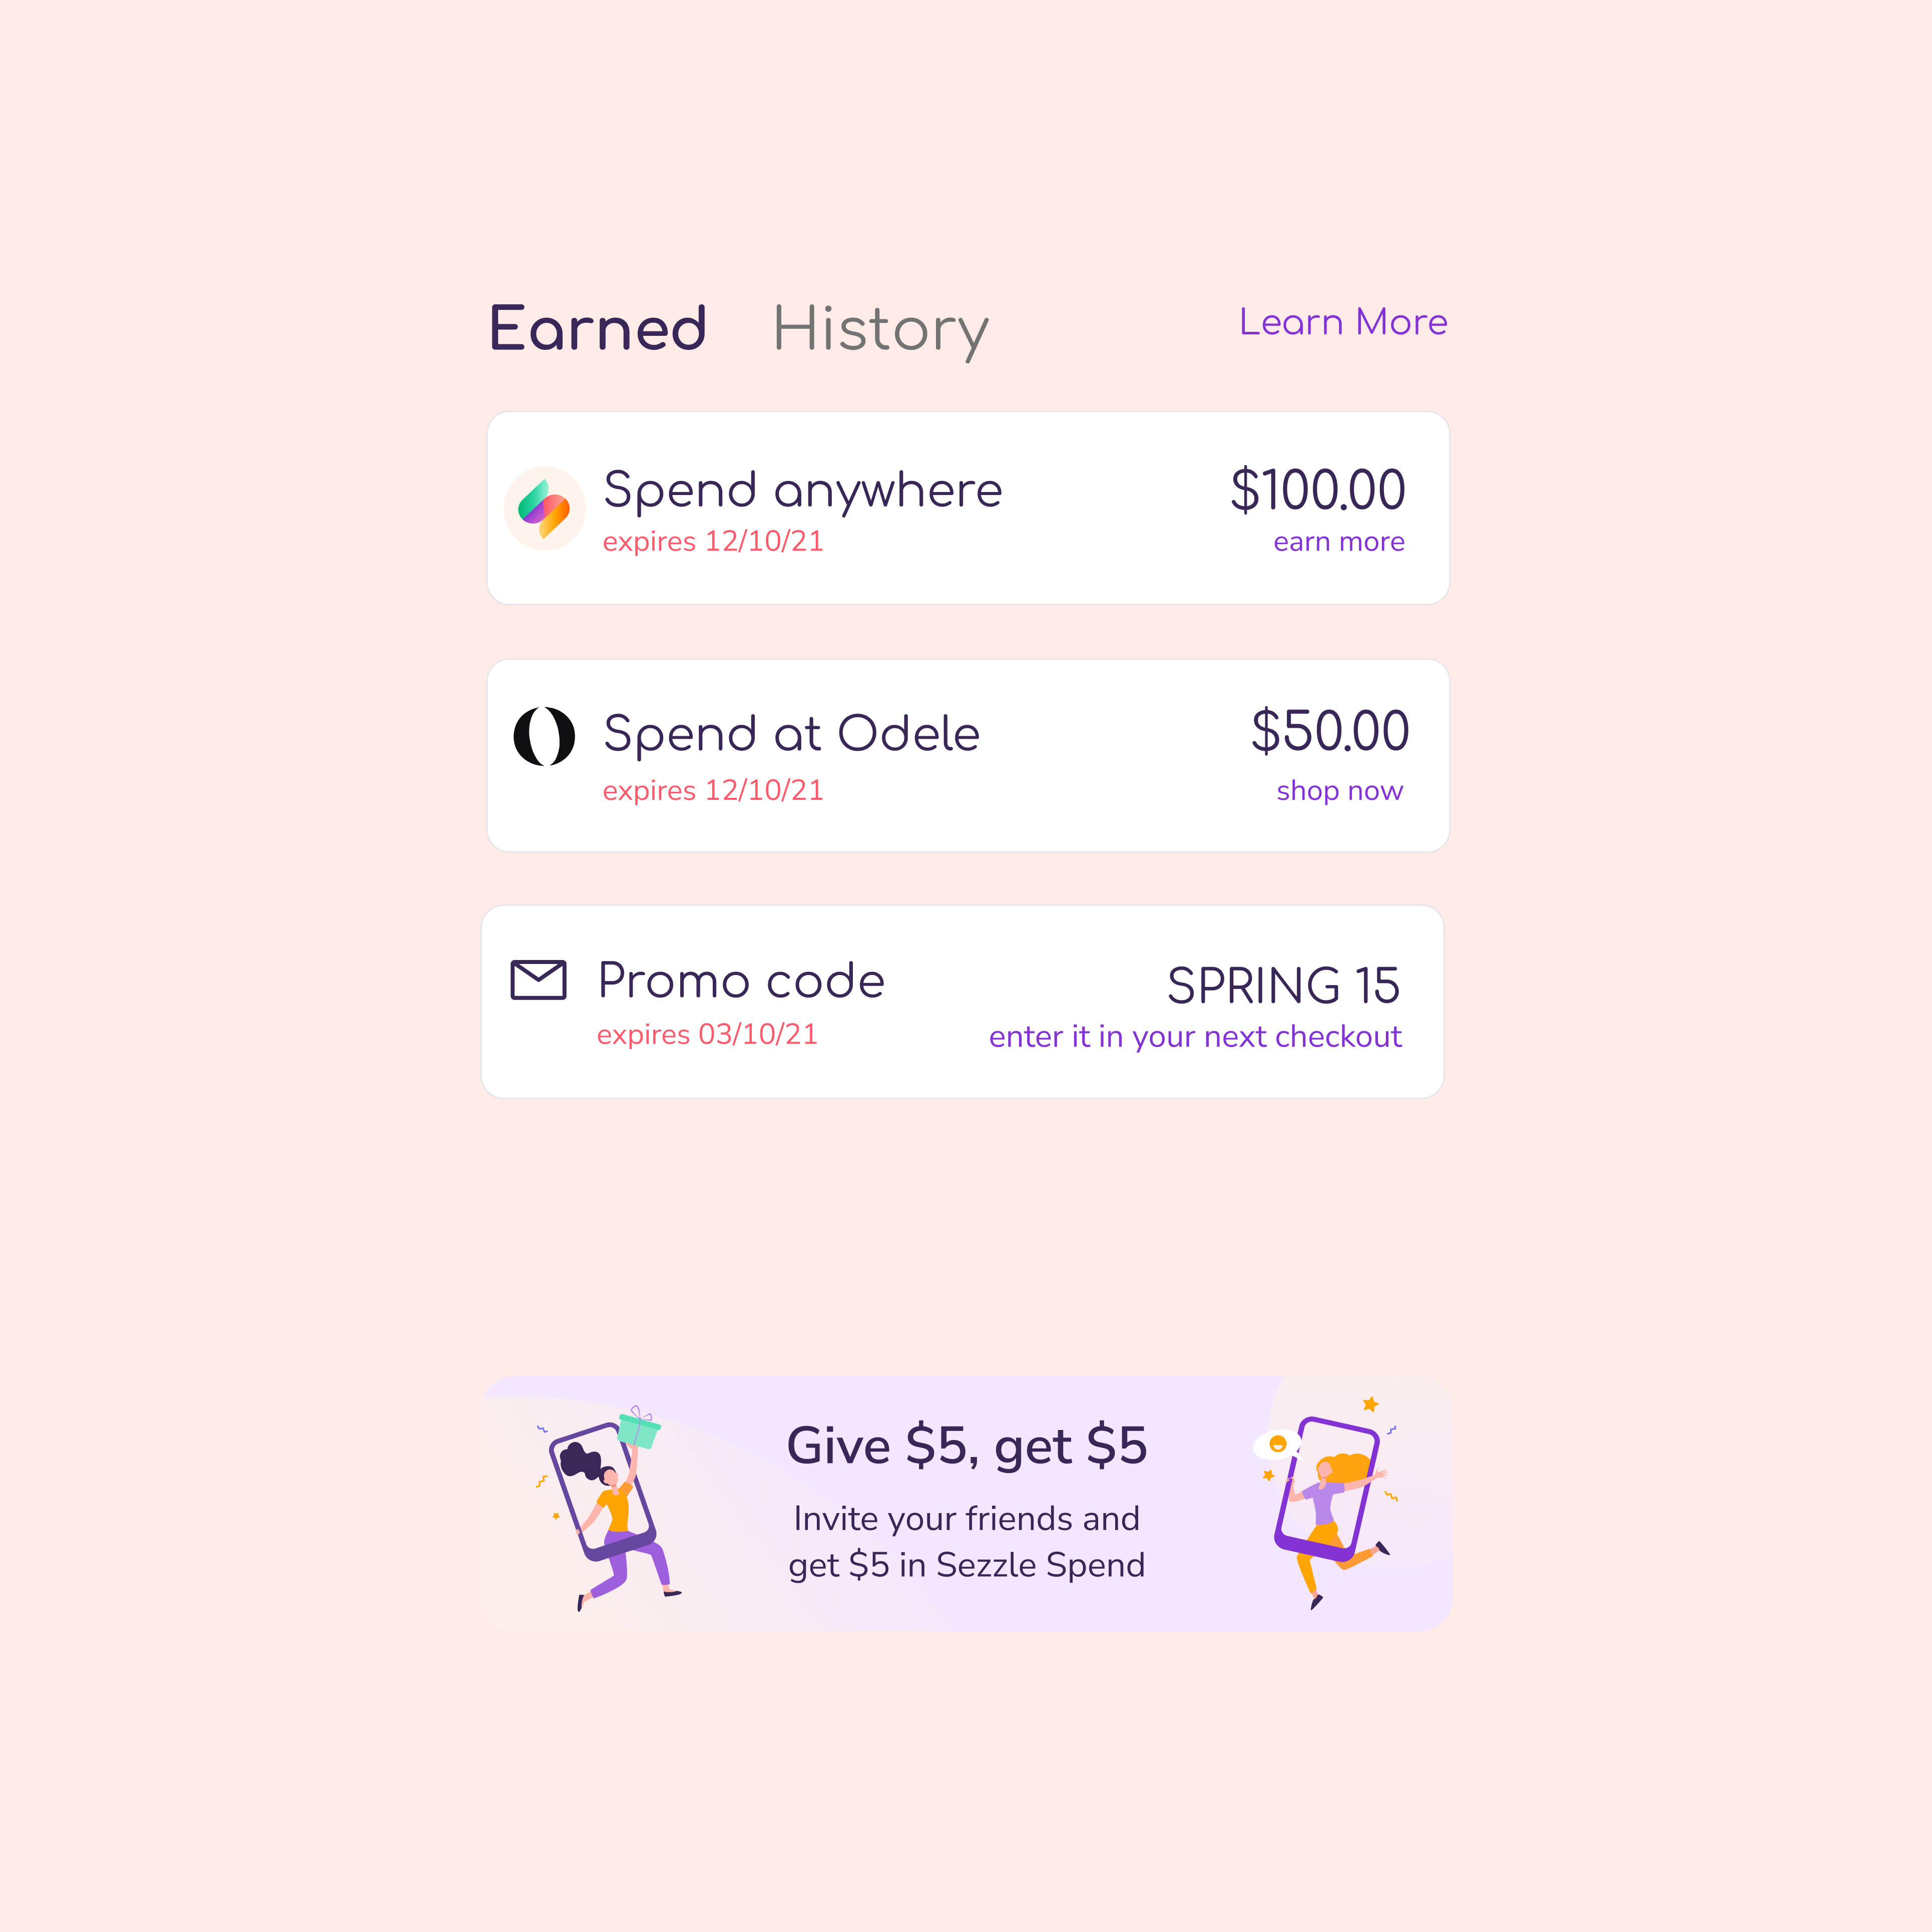 Earned History Learn More
Spend anywhere $100.00
expires 12/10/21 earn more
Spend at Odele $50.00
expires 12/10/21 shop now
Promo code SPRING 15
expires 03/10/21 enter it in your next checkout
Give $5, get $5
Invite your friends and
get $5 in Sezzle Spend